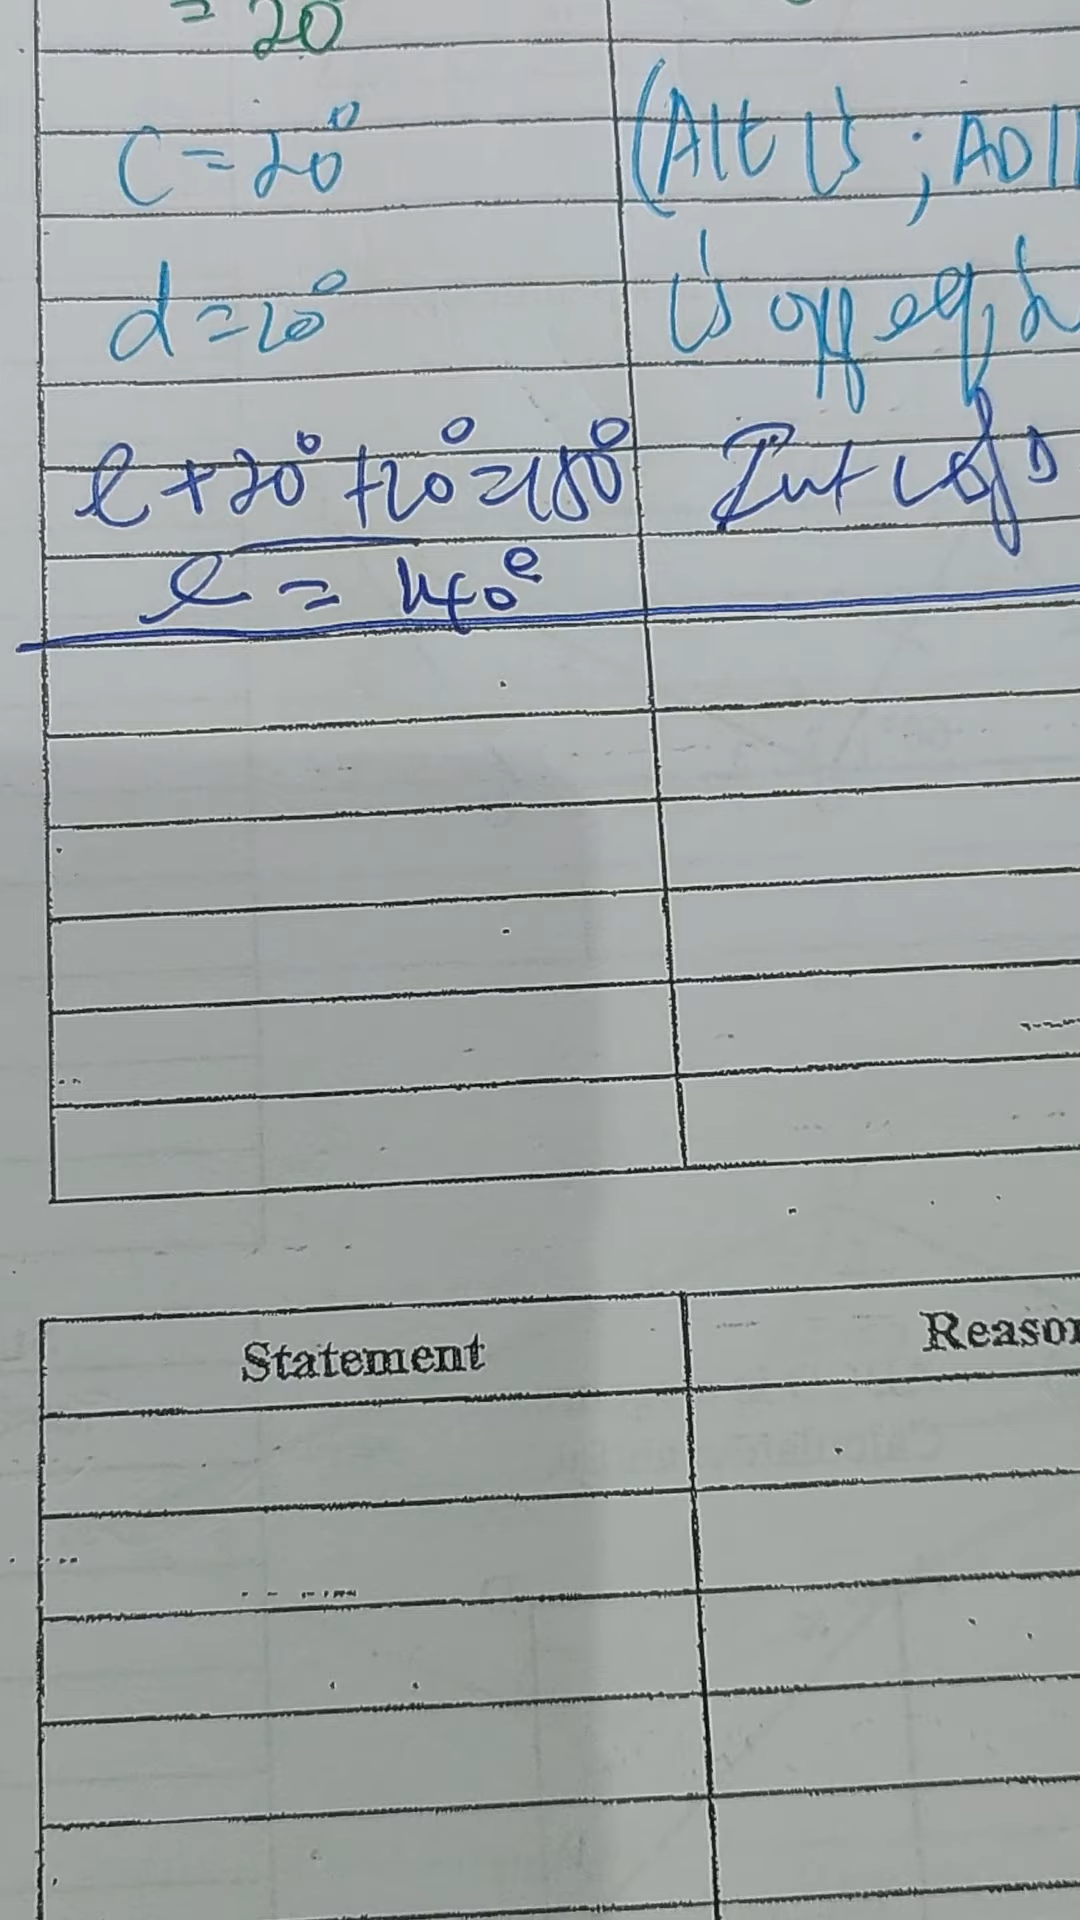 = 20
C = 20° (Alt ∠s ; AD ||
d = 20° ∠s opp eq,
e + 20° + 20° = 180° Int ∠s of Δ
e = 140°
Statement Reason